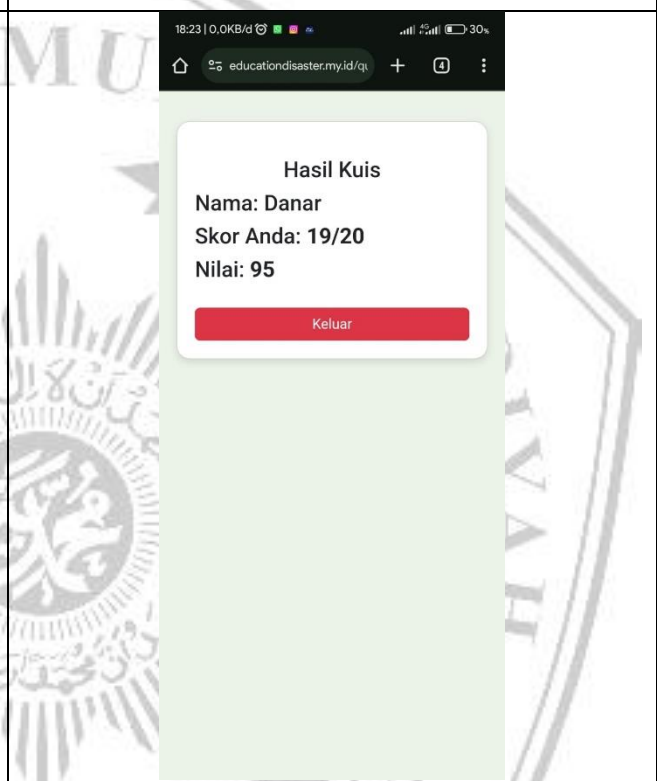 M U
18:23 | 0,0KB/d
4G
30%
educationdisaster.my.id/qu
4
Hasil Kuis
Nama: Danar
Skor Anda: 19/20
Nilai: 95
Keluar
I Y A H